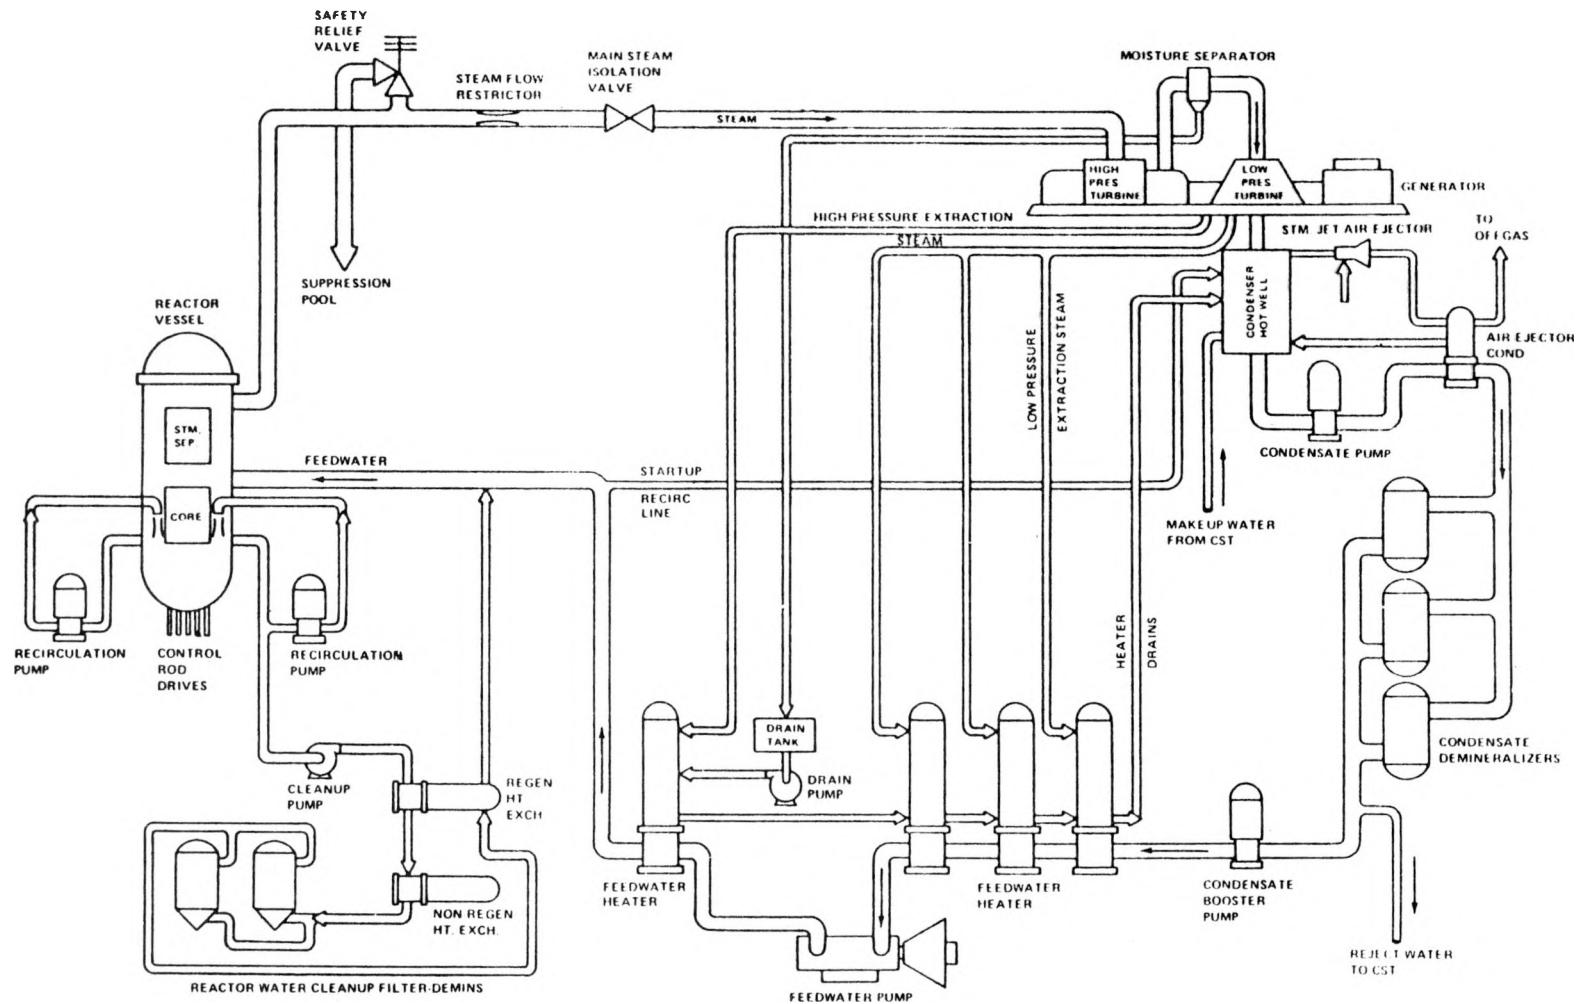 SAFETY
RELIEF
VALVE
STEAM FLOW
RESTRICTOR
MAIN STEAM
ISOLATION
VALVE
MOISTURE SEPARATOR
STEAM
HIGH
PRES
TURBINE
LOW
PRES
TURBINE
GENERATOR
HIGH PRESSURE EXTRACTION
STEAM
STM. JET AIR EJECTOR
TO
OFFGAS
SUPPRESSION
POOL
REACTOR
VESSEL
CONDENSER
HOT WELL
AIR EJECTOR
COND
LOW PRESSURE
EXTRACTION STEAM
STM.
SEP.
FEEDWATER
STARTUP
RECIRC
LINE
CONDENSATE PUMP
CORE
MAKE UP WATER
FROM CST
HEATER
DRAINS
RECIRCULATION
PUMP
CONTROL
ROD
DRIVES
RECIRCULATION
PUMP
DRAIN
TANK
CONDENSATE
DEMINERALIZERS
CLEANUP
PUMP
REGEN
HT
EXCH
DRAIN
PUMP
FEEDWATER
HEATER
FEEDWATER
HEATER
CONDENSATE
BOOSTER
PUMP
NON REGEN
HT. EXCH.
REJECT WATER
TO CST
REACTOR WATER CLEANUP FILTER-DEMINS
FEEDWATER PUMP